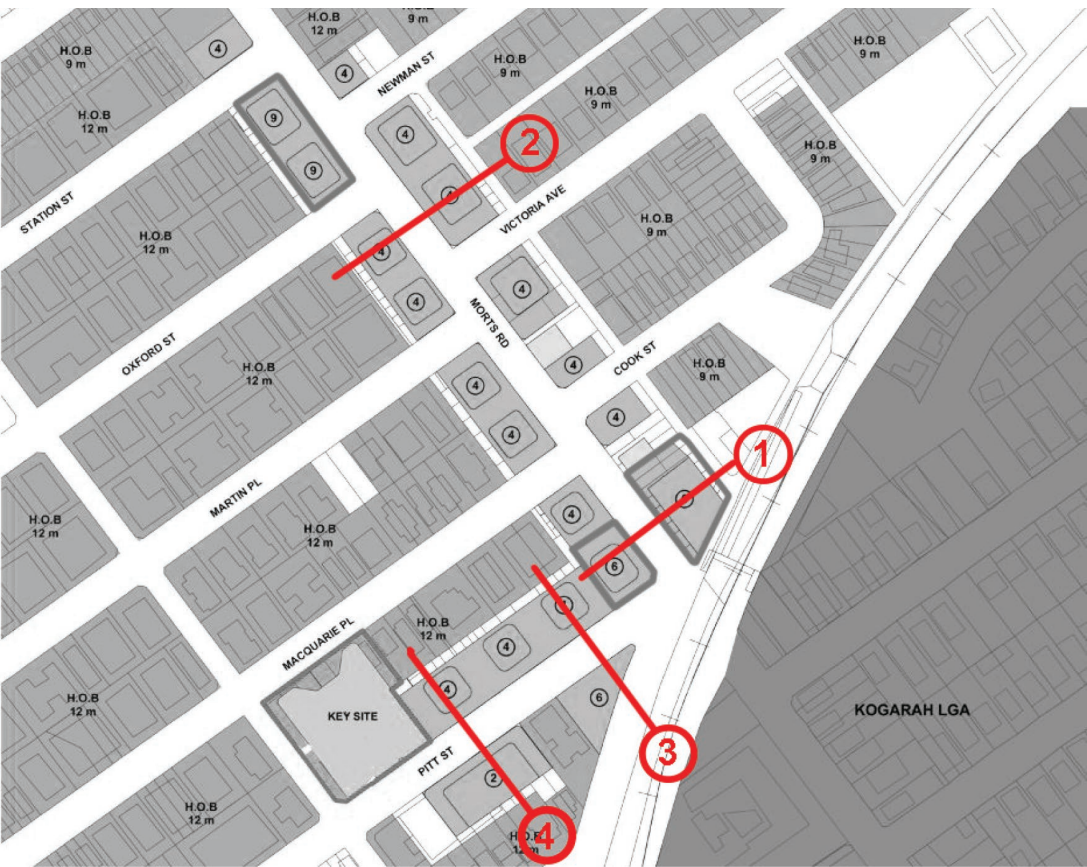 H.O.B
12 m
H.O.B
9 m
H.O.B
9 m
4
4
NEWMAN ST
H.O.B
9 m
H.O.B
9 m
H.O.B
12 m
9
4
H.O.B
9 m
2
H.O.B
9 m
9
4
STATION ST
VICTORIA AVE
H.O.B
9 m
H.O.B
12 m
4
4
4
MORTS RD
OXFORD ST
COOK ST
4
H.O.B
12 m
4
H.O.B
9 m
4
4
1
MARTIN PL
H.O.B
12 m
H.O.B
12 m
4
6
MACQUARIE PL
H.O.B
12 m
4
4
6
H.O.B
12 m
KEY SITE
KOGARAH LGA
3
PITT ST
2
H.O.B
12 m
4